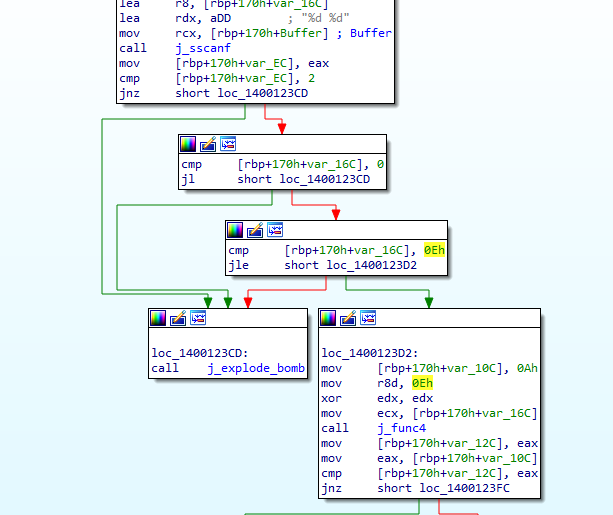 lea r8, [rbp+170h+var_16C]
lea rdx, aDD ; "%d %d"
mov rcx, [rbp+170h+Buffer] ; Buffer
call j_sscanf
mov [rbp+170h+var_EC], eax
cmp [rbp+170h+var_EC], 2
jnz short loc_1400123CD
cmp [rbp+170h+var_16C], 0
jl short loc_1400123CD
cmp [rbp+170h+var_16C], 0Eh
jle short loc_1400123D2
loc_1400123CD:
call j_explode_bomb
loc_1400123D2:
mov [rbp+170h+var_10C], 0Ah
mov r8d, 0Eh
xor edx, edx
mov ecx, [rbp+170h+var_16C]
call j_func4
mov [rbp+170h+var_12C], eax
mov eax, [rbp+170h+var_10C]
cmp [rbp+170h+var_12C], eax
jnz short loc_1400123FC